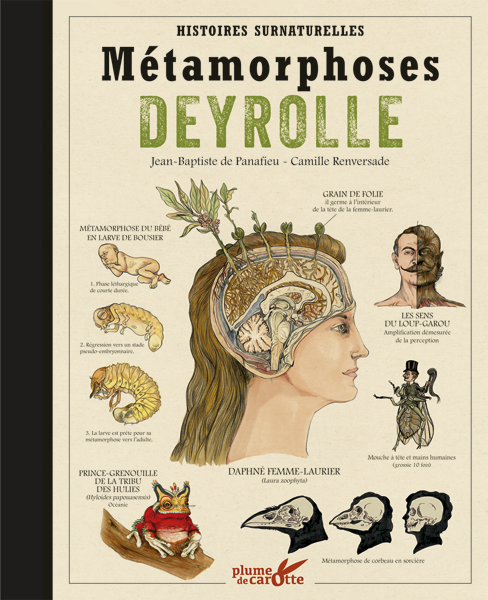 HISTOIRES SURNATURELLES
Métamorphoses
DEYROLLE
Jean-Baptiste de Panafieu - Camille Renversade
GRAIN DE FOLIE
il germe à l'intérieur
de la tête de la femme-laurier.
MÉTAMORPHOSE DU BÉBÉ
EN LARVE DE BOUSIER
1. Phase léthargique
de courte durée.
2. Régression vers un stade
pseudo-embryonnaire.
3. La larve est prête pour sa
métamorphose vers l'adulte.
LES SENS
DU LOUP-GAROU
Amplification démesurée
de la perception
Mouche à tête et mains humaines
(grossie 10 fois)
DAPHNÉ FEMME-LAURIER
(Laura zoophyta)
PRINCE-GRENOUILLE
DE LA TRIBU
DES HULIES
(Hyloides papouasensis)
Océanie
Métamorphose de corbeau en sorcière
plume
de carotte